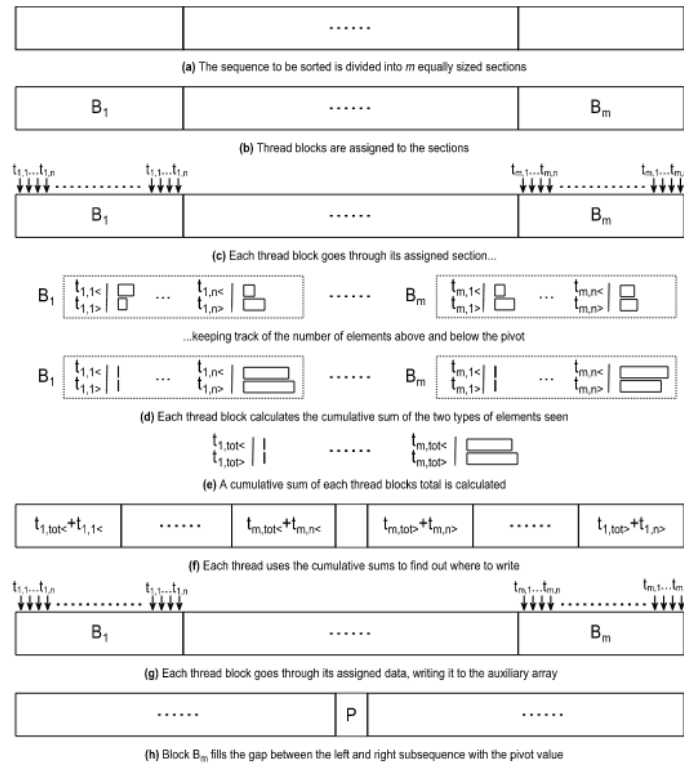 ......
(a) The sequence to be sorted is divided into m equally sized sections
B1 ...... Bm
(b) Thread blocks are assigned to the sections
t1,1...t1,n ............. t1,1...t1,n tm,1...tm,n ............. tm,1...tm,
B1 ...... Bm
(c) Each thread block goes through its assigned section...
B1 t1,1< ... t1,n< ...... Bm tm,1< ... tm,n<
t1,1> t1,n> tm,1> tm,n>
...keeping track of the number of elements above and below the pivot
B1 t1,1< ... t1,n< ...... Bm tm,1< ... tm,n<
t1,1> t1,n> tm,1> tm,n>
(d) Each thread block calculates the cumulative sum of the two types of elements seen
t1,tot< ...... tm,tot<
t1,tot> tm,tot>
(e) A cumulative sum of each thread blocks total is calculated
t1,tot<+t1,1< ...... tm,tot<+tm,n< tm,tot>+tm,n> ...... t1,tot>+t1,n>
(f) Each thread uses the cumulative sums to find out where to write
t1,1...t1,n ............. t1,1...t1,n tm,1...tm,n ............. tm,1...tm,
B1 ...... Bm
(g) Each thread block goes through its assigned data, writing it to the auxiliary array
...... P ......
(h) Block Bm fills the gap between the left and right subsequence with the pivot value